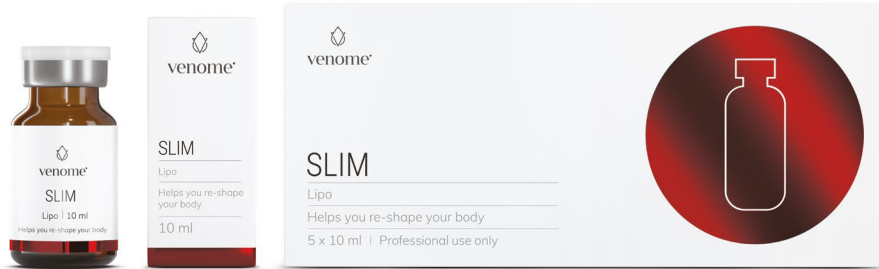 venome
SLIM
Lipo | 10 ml
Helps you re-shape your body
venome
SLIM
Lipo
Helps you re-shape
your body
10 ml
venome
SLIM
Lipo
Helps you re-shape your body
5 x 10 ml | Professional use only